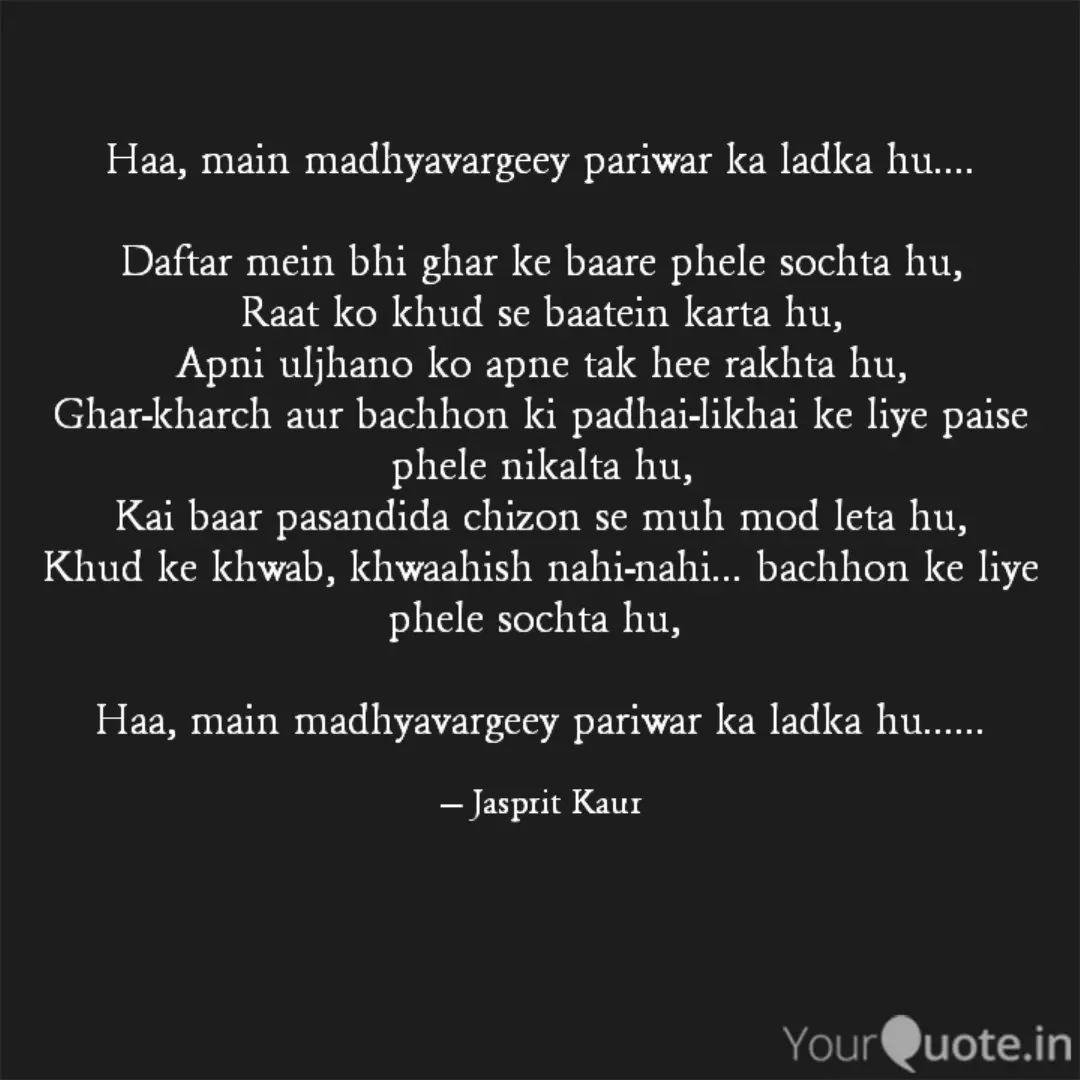 Haa, main madhyavargeey pariwar ka ladka hu....
Daftar mein bhi ghar ke baare phele sochta hu,
Raat ko khud se baatein karta hu,
Apni uljhano ko apne tak hee rakhta hu,
Ghar-kharch aur bachhon ki padhai-likhai ke liye paise
phele nikalta hu,
Kai baar pasandida chizon se muh mod leta hu,
Khud ke khwab, khwaahish nahi-nahi... bachhon ke liye
phele sochta hu,
Haa, main madhyavargeey pariwar ka ladka hu......
– Jasprit Kaur
YourQuote.in